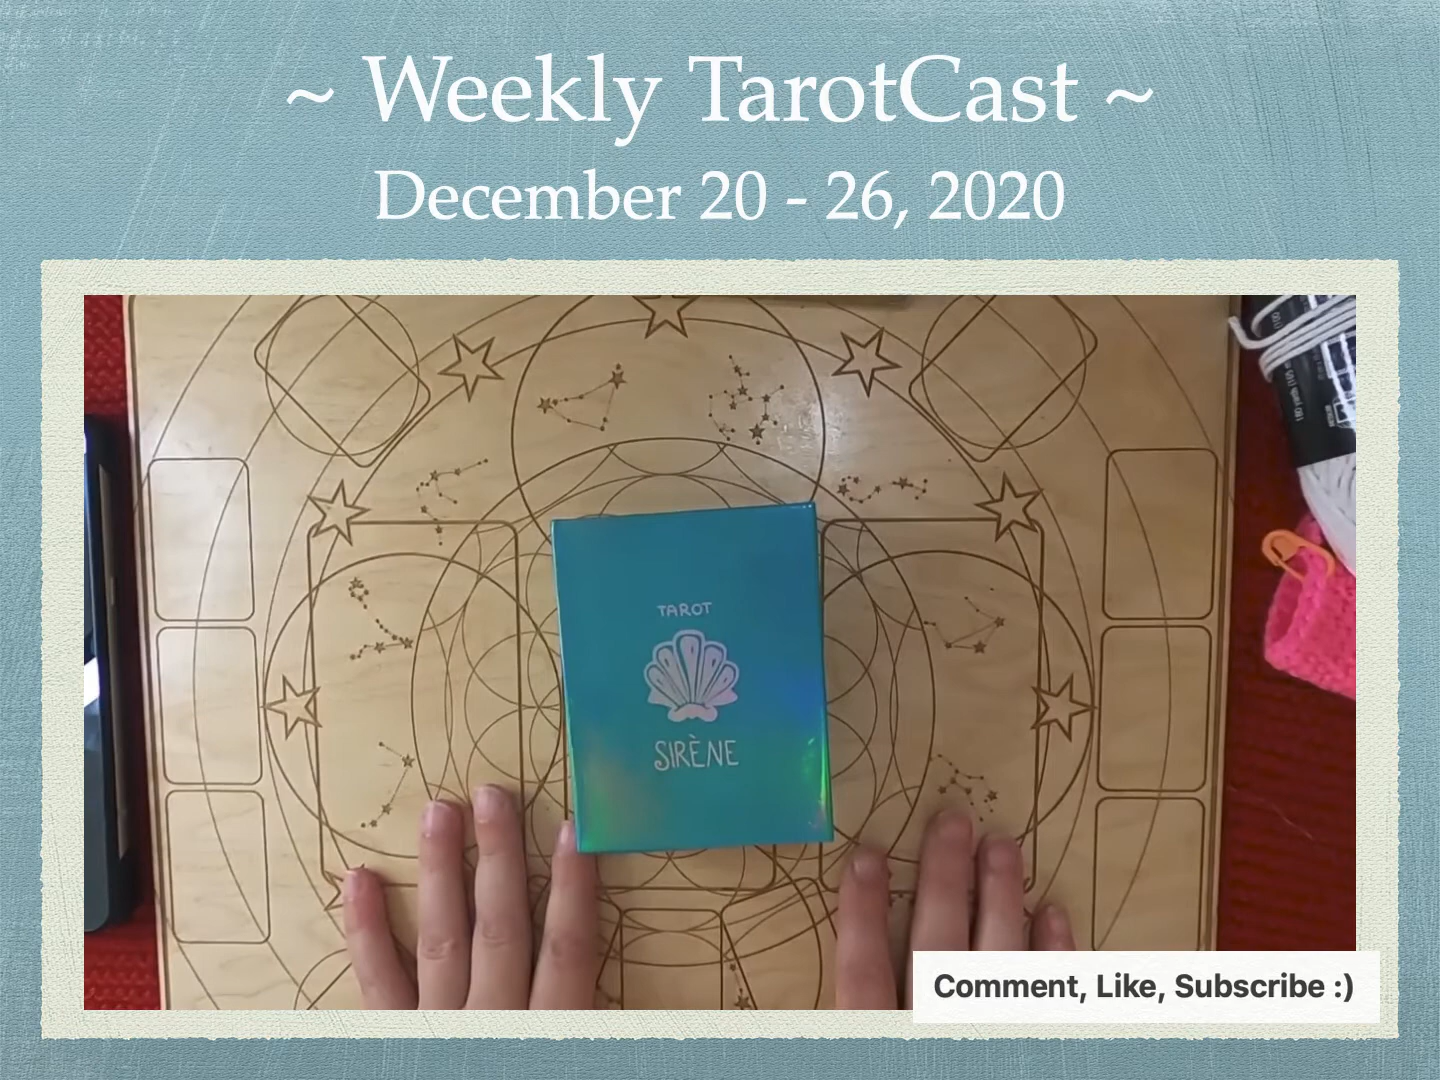 ~ Weekly TarotCast ~
December 20 - 26, 2020
TAROT
SIRÈNE
Comment, Like, Subscribe :)